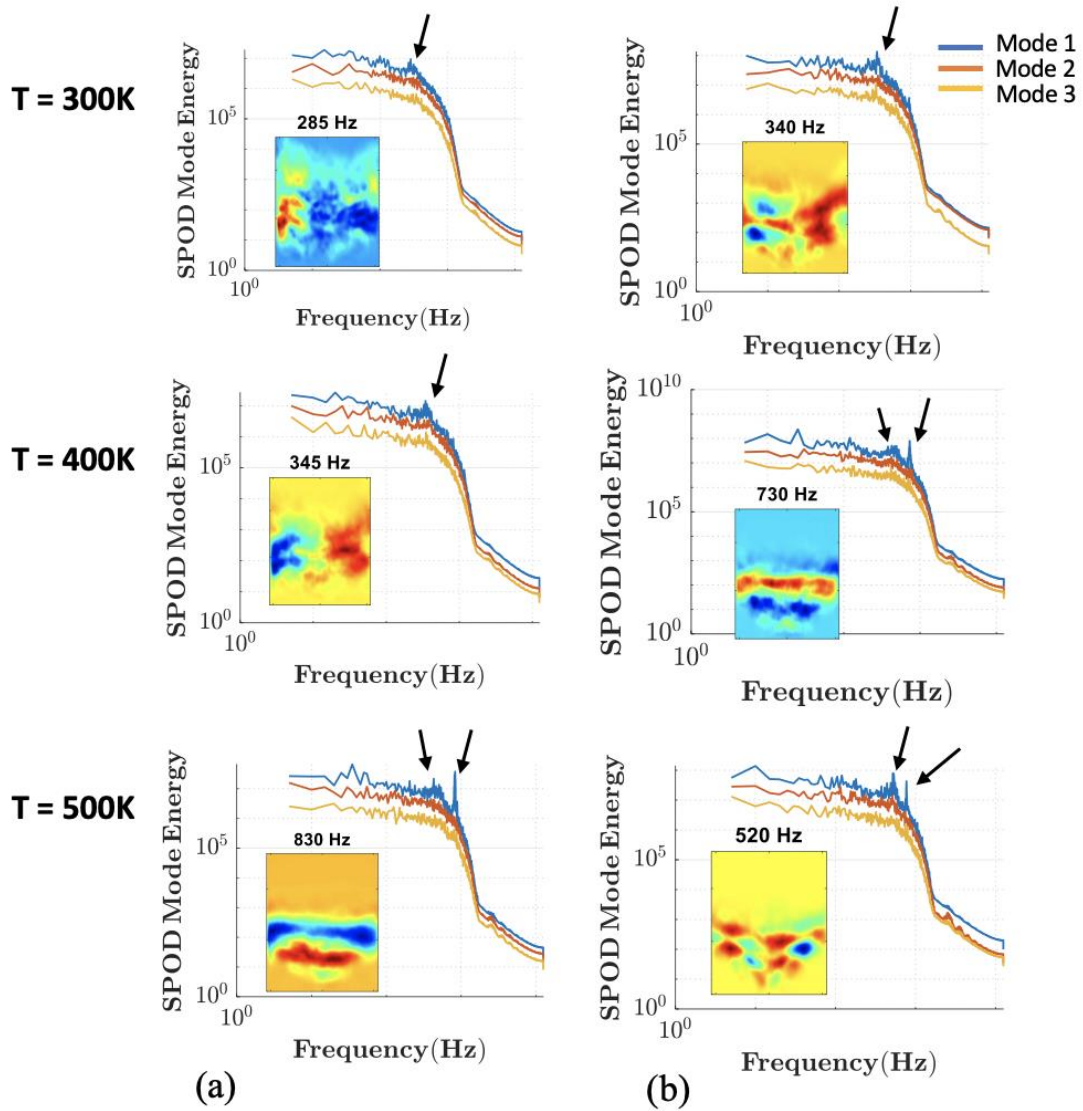 Mode 1
Mode 2
Mode 3
T = 300K
SPOD Mode Energy
10^5
10^0
10^0
285 Hz
Frequency(Hz)
SPOD Mode Energy
10^5
10^0
10^0
340 Hz
Frequency(Hz)
T = 400K
SPOD Mode Energy
10^5
10^0
10^0
345 Hz
Frequency(Hz)
SPOD Mode Energy
10^10
10^5
10^0
10^0
730 Hz
Frequency(Hz)
T = 500K
SPOD Mode Energy
10^5
10^0
10^0
830 Hz
Frequency(Hz)
SPOD Mode Energy
10^5
10^0
10^0
520 Hz
Frequency(Hz)
(a)
(b)